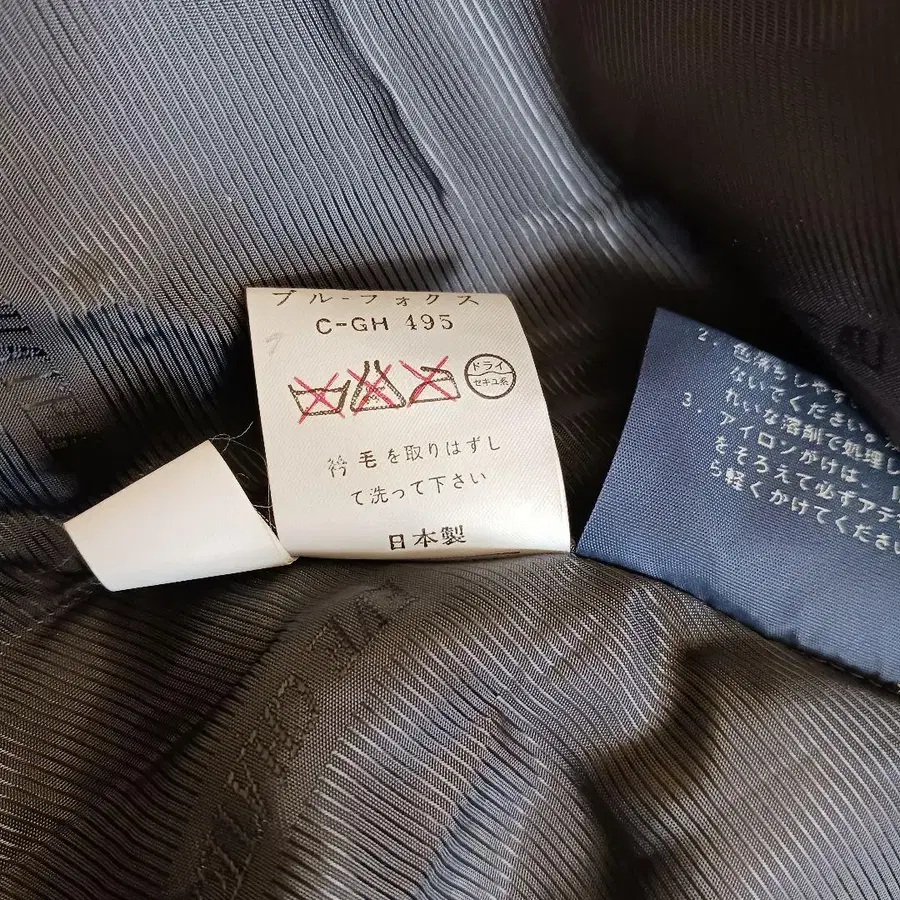 ブルーフォクス
C-GH 495
ドライ
セキユ系
衿毛を取りはずし
て洗って下さい
日本製
2. 色落ちしやす
ないでください。
れいな溶剤で処理し
3. アイロンがけは、
をそろえて必ずアテ
ら軽くかけてください